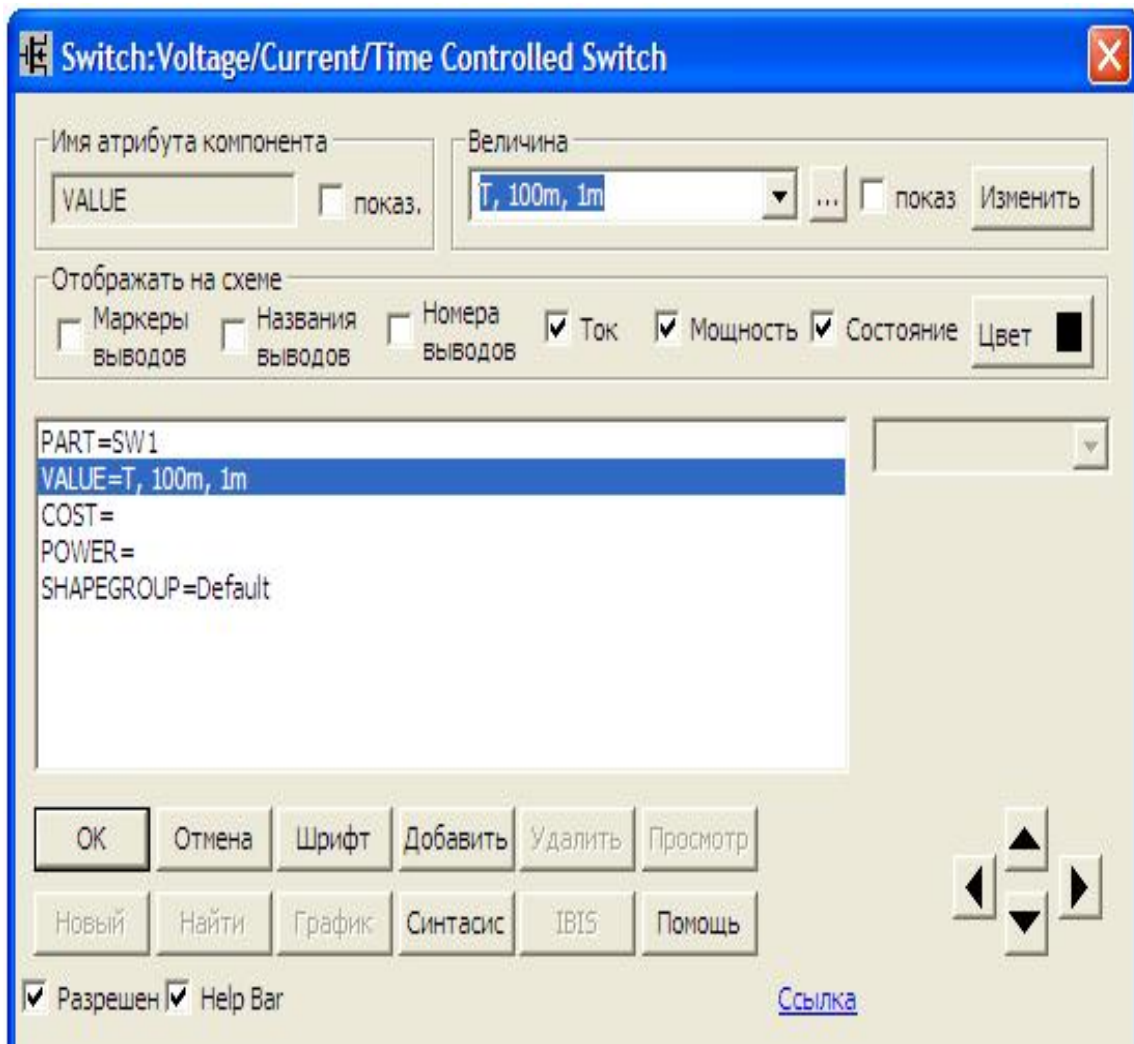 Switch:Voltage/Current/Time Controlled Switch
Имя атрибута компонента
VALUE
показ.
Величина
T, 100m, 1m
...
показ
Изменить
Отображать на схеме
Маркеры
выводов
Названия
выводов
Номера
выводов
Ток
Мощность
Состояние
Цвет
PART=SW1
VALUE=T, 100m, 1m
COST=
POWER=
SHAPEGROUP=Default
OK
Отмена
Шрифт
Добавить
Удалить
Просмотр
Новый
Найти
График
Синтасис
IBIS
Помощь
Разрешен
Help Bar
Ссылка